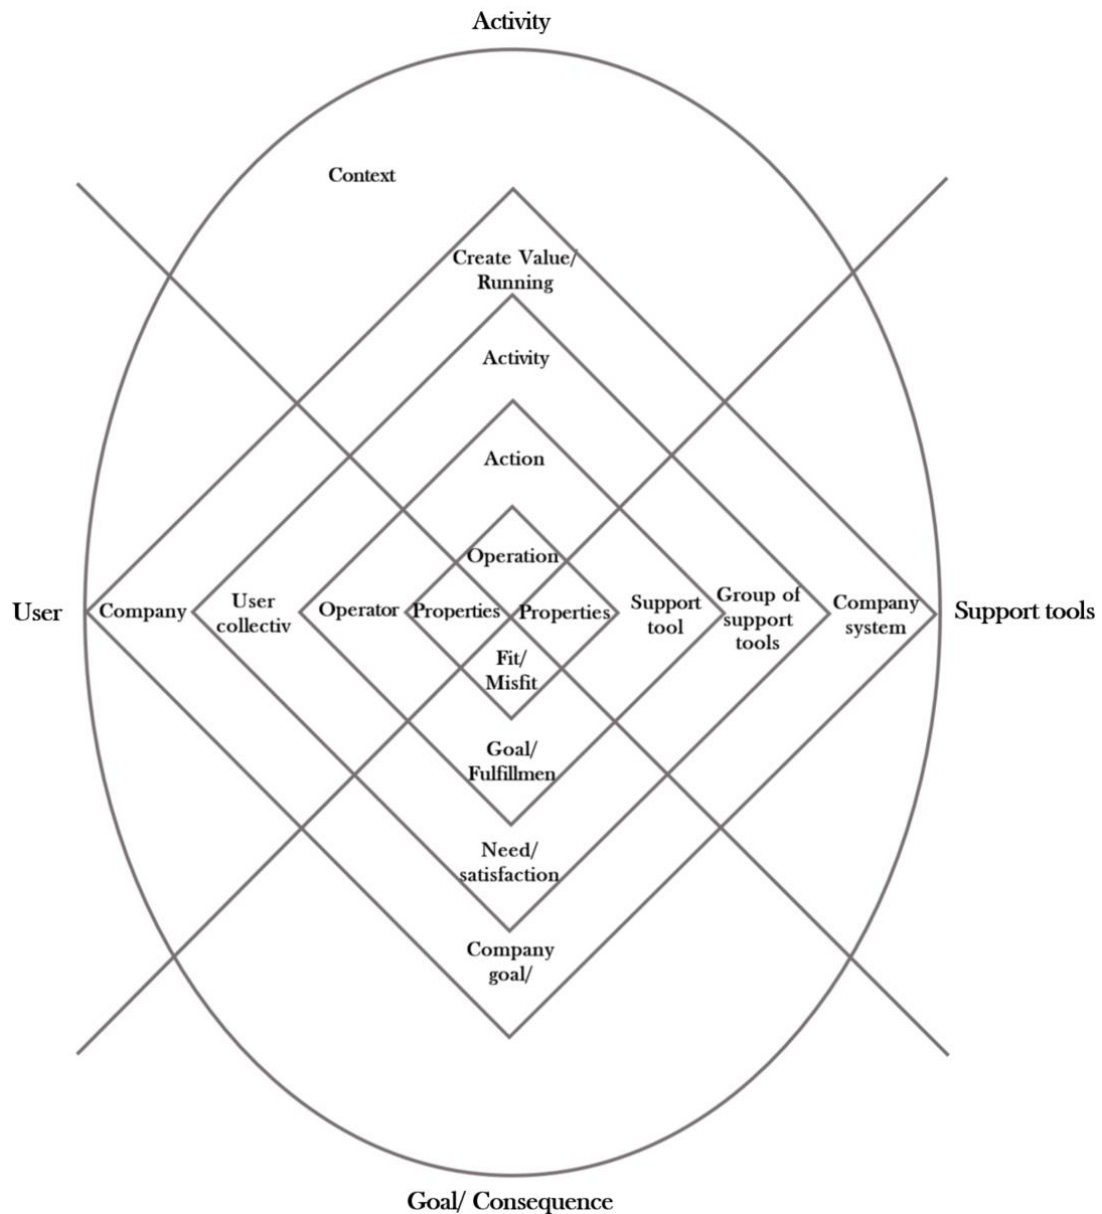 Activity
Context
Create Value/
Running
Activity
Action
Operation
User
Company
User
collectiv
Operator
Properties
Properties
Support
tool
Group of
support
tools
Company
system
Support tools
Fit/
Misfit
Goal/
Fulfillmen
Need/
satisfaction
Company
goal/
Goal/ Consequence